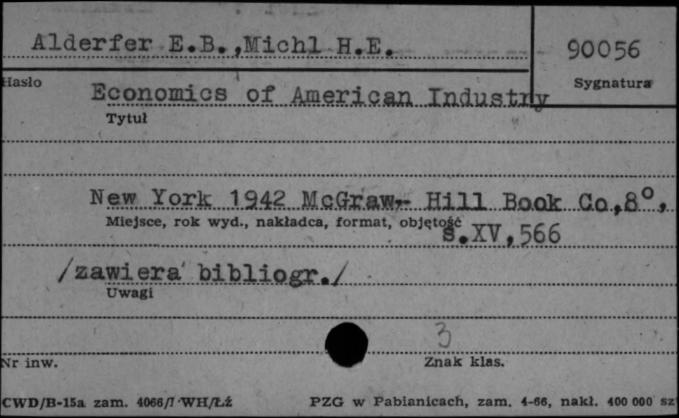 Alderfer E.B.,Michl H.E.
90056
Hasło
Sygnatura
Economics of American Industry
Tytuł
New York 1942 McGraw- Hill Book Co,8°,
Miejsce, rok wyd., nakładca, format, objętość
s.XV,566
/zawiera bibliogr./
Uwagi
3
Nr inw.
Znak klas.
CWD/B-15a zam. 4066/I WH/Łź
PZG w Pabianicach, zam. 4-66, nakł. 400 000 sz